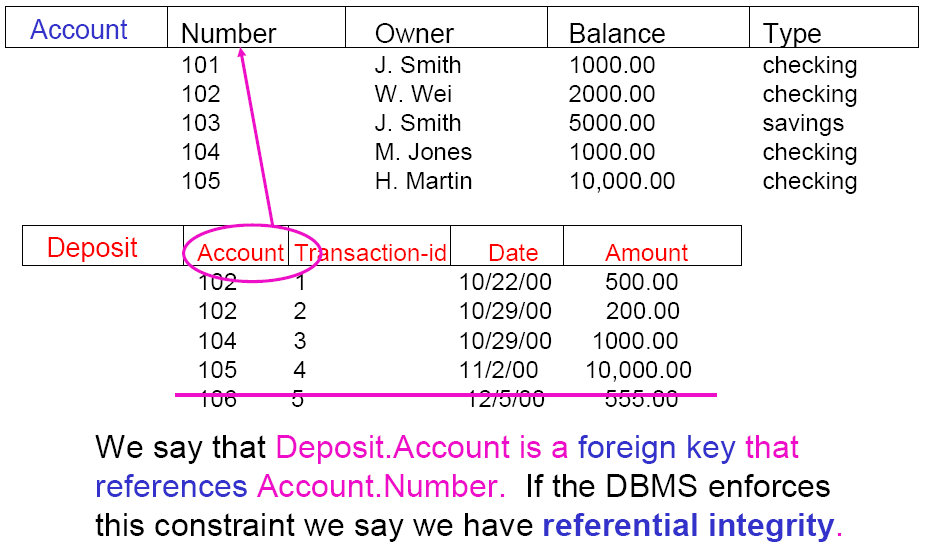 Account Number Owner Balance Type
101 J. Smith 1000.00 checking
102 W. Wei 2000.00 checking
103 J. Smith 5000.00 savings
104 M. Jones 1000.00 checking
105 H. Martin 10,000.00 checking
Deposit Account Transaction-id Date Amount
102 1 10/22/00 500.00
102 2 10/29/00 200.00
104 3 10/29/00 1000.00
105 4 11/2/00 10,000.00
106 5 12/5/00 555.00
We say that Deposit.Account is a foreign key that
references Account.Number. If the DBMS enforces
this constraint we say we have referential integrity.